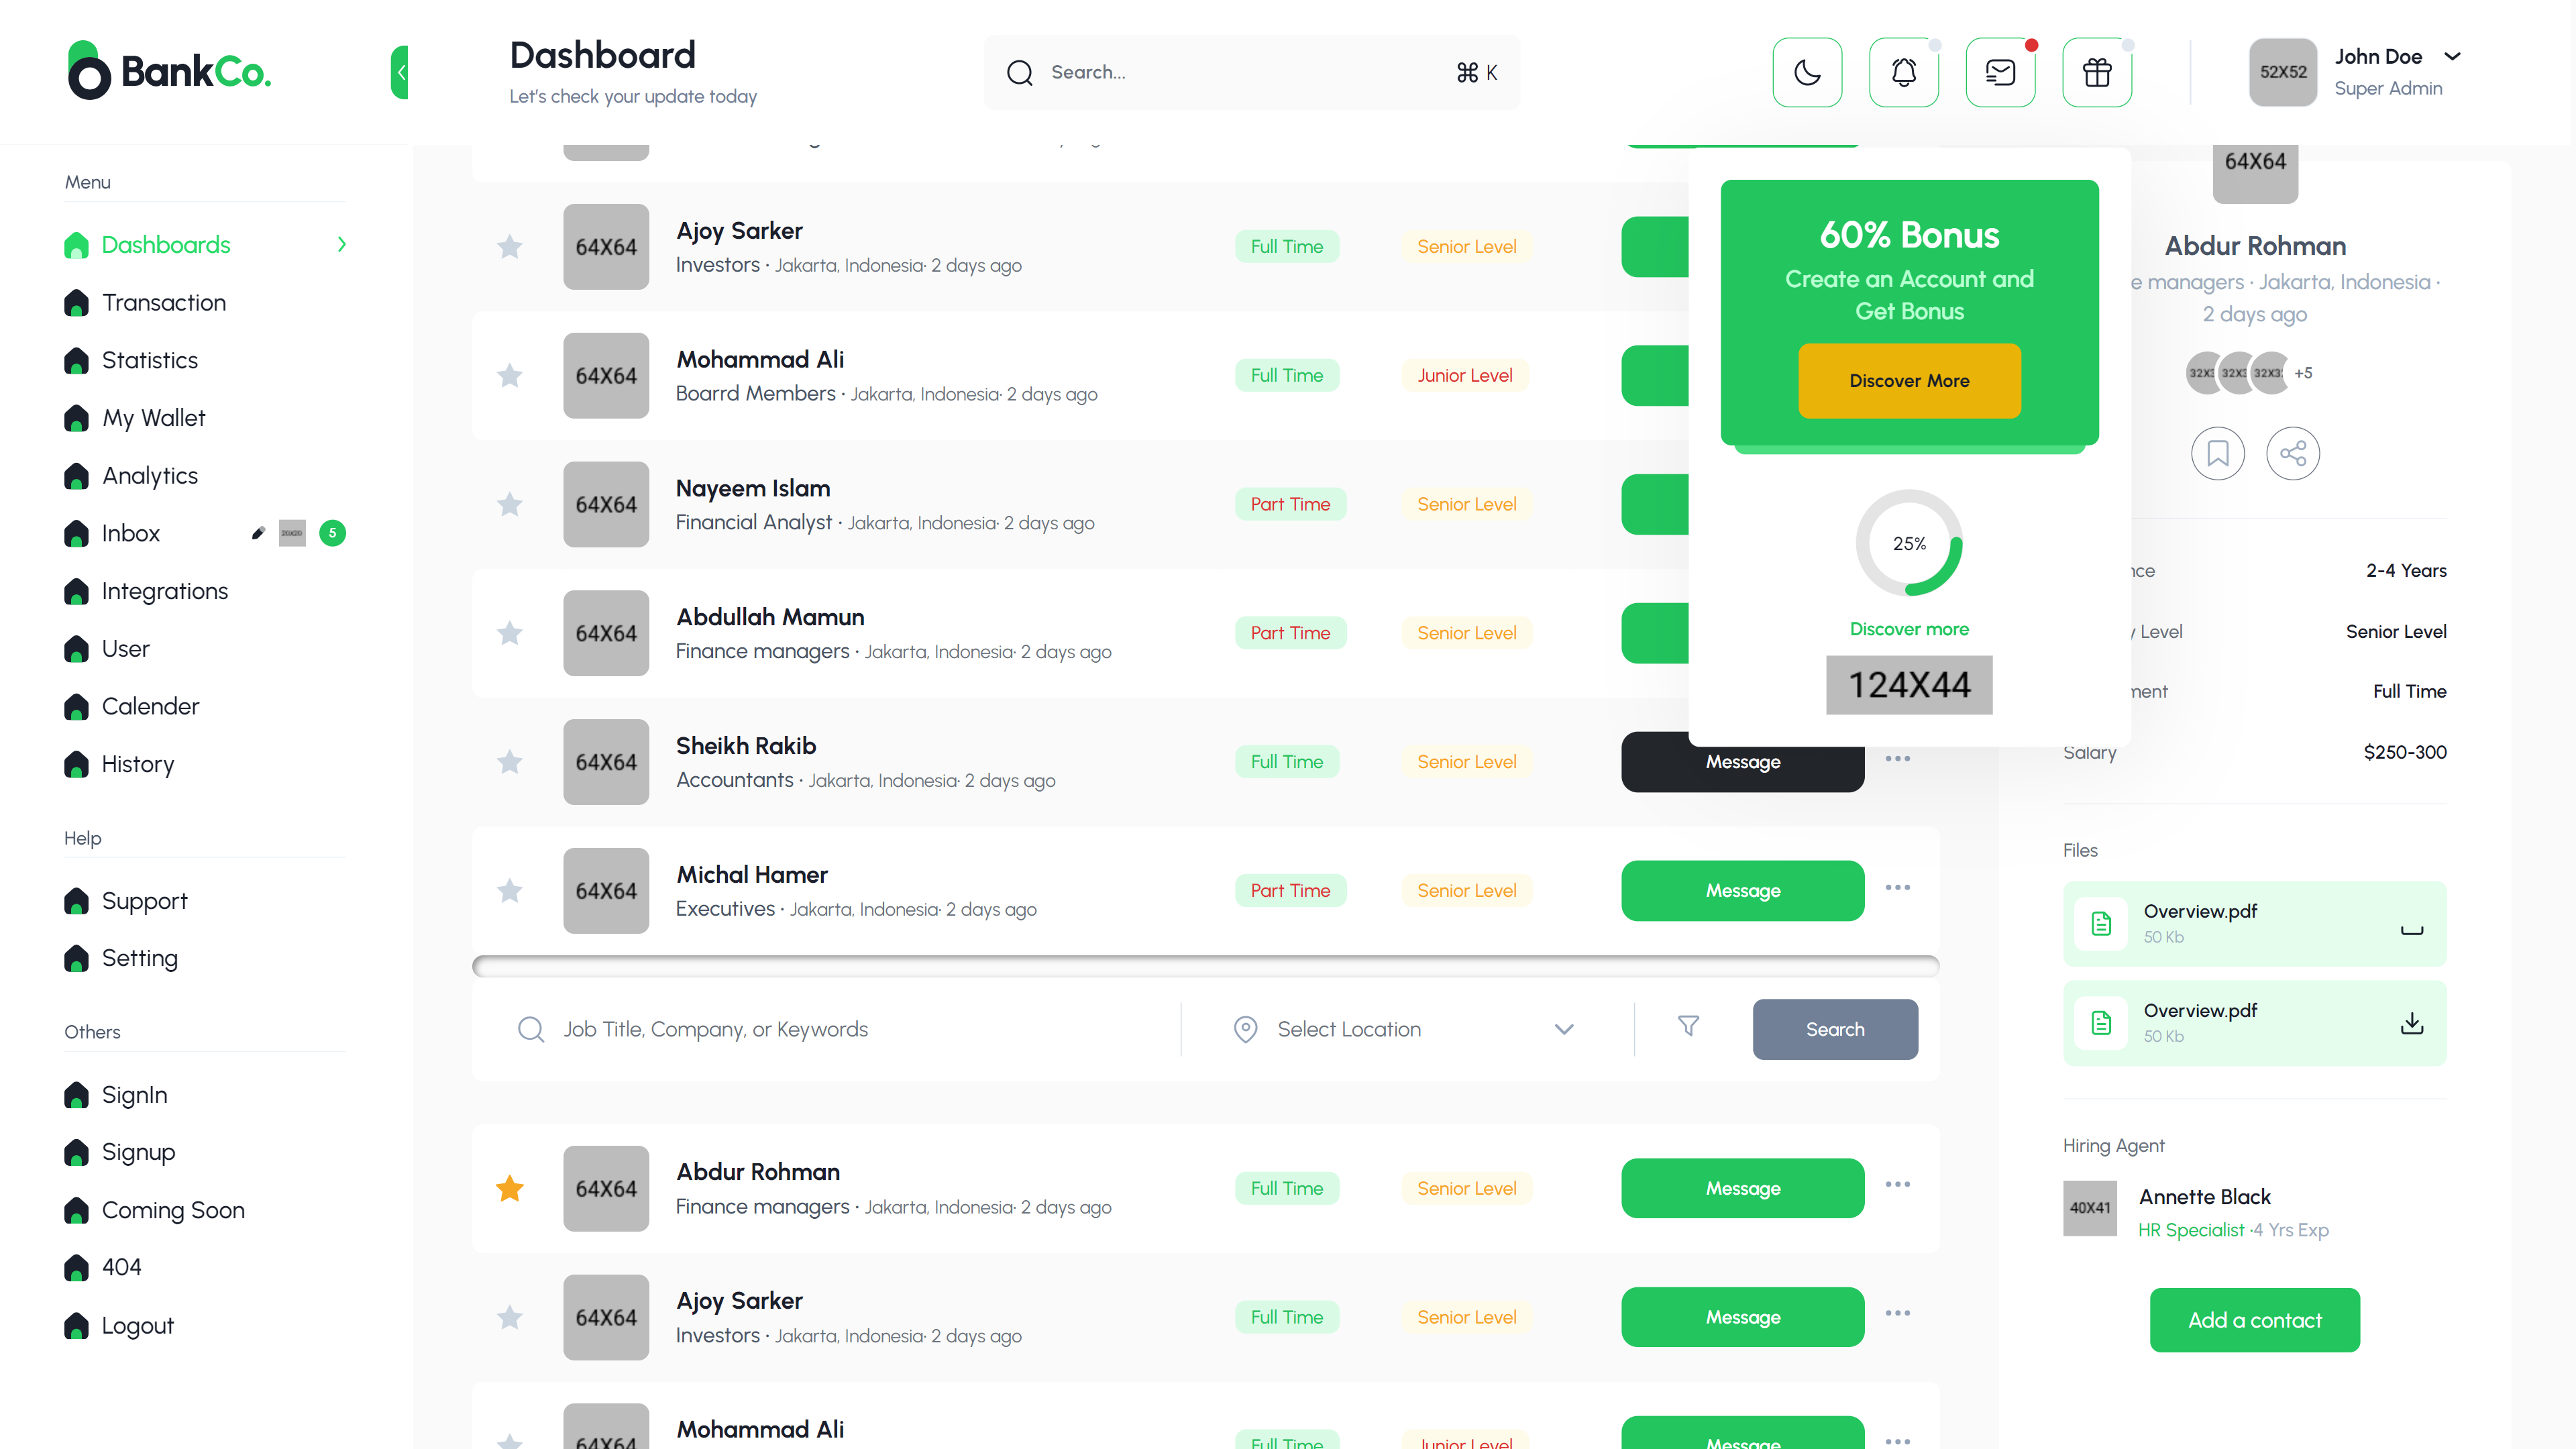 BankCo.
Dashboard
Let's check your update today
Search...
⌘ K
52X52
John Doe
Super Admin
Menu
Dashboards
Transaction
Statistics
My Wallet
Analytics
Inbox
20x20
5
Integrations
User
Calender
History
Help
Support
Setting
Others
SignIn
Signup
Coming Soon
404
Logout
64X64
Ajoy Sarker
Investors · Jakarta, Indonesia· 2 days ago
Full Time
Senior Level
64X64
Mohammad Ali
Boarrd Members · Jakarta, Indonesia· 2 days ago
Full Time
Junior Level
64X64
Nayeem Islam
Financial Analyst · Jakarta, Indonesia· 2 days ago
Part Time
Senior Level
64X64
Abdullah Mamun
Finance managers · Jakarta, Indonesia· 2 days ago
Part Time
Senior Level
64X64
Sheikh Rakib
Accountants · Jakarta, Indonesia· 2 days ago
Full Time
Senior Level
Message
64X64
Michal Hamer
Executives · Jakarta, Indonesia· 2 days ago
Part Time
Senior Level
Message
Job Title, Company, or Keywords
Select Location
Search
64X64
Abdur Rohman
Finance managers · Jakarta, Indonesia· 2 days ago
Full Time
Senior Level
Message
64X64
Ajoy Sarker
Investors · Jakarta, Indonesia· 2 days ago
Full Time
Senior Level
Message
64X64
Mohammad Ali
Full Time
Junior Level
Message
60% Bonus
Create an Account and
Get Bonus
Discover More
25%
Discover more
124X44
64X64
Abdur Rohman
managers · Jakarta, Indonesia ·
2 days ago
+5
2-4 Years
Level
Senior Level
Full Time
Salary
$250-300
Files
Overview.pdf
50 Kb
Overview.pdf
50 Kb
Hiring Agent
40X41
Annette Black
HR Specialist ·4 Yrs Exp
Add a contact